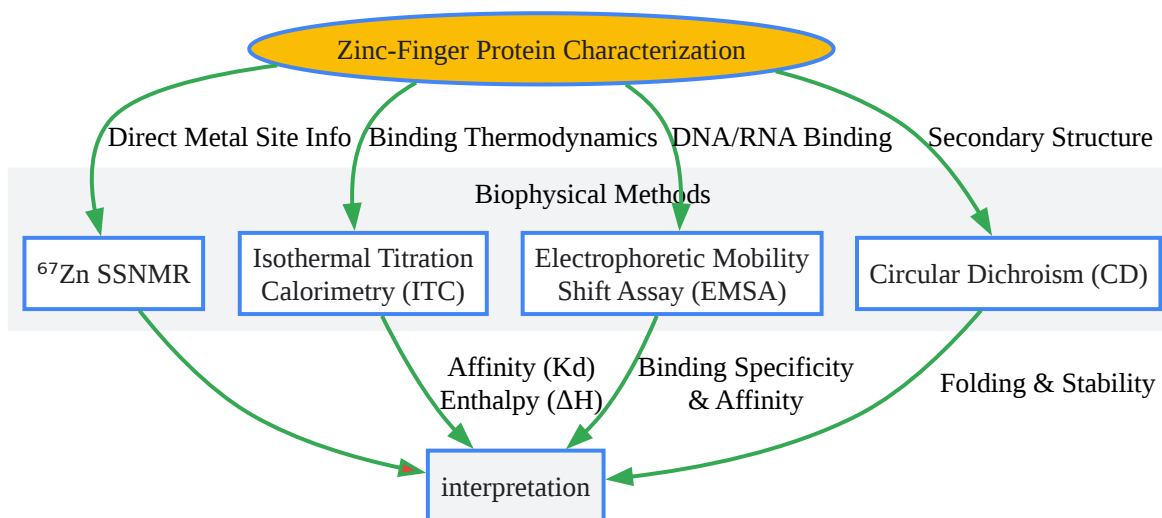 Zinc-Finger Protein Characterization
Direct Metal Site Info
Binding Thermodynamics
DNA/RNA Binding
Secondary Structure
Biophysical Methods
⁶⁷Zn SSNMR
Isothermal Titration
Calorimetry (ITC)
Electrophoretic Mobility
Shift Assay (EMSA)
Circular Dichroism (CD)
Affinity (Kd)
Enthalpy (ΔH)
Binding Specificity
& Affinity
Folding & Stability
interpretation